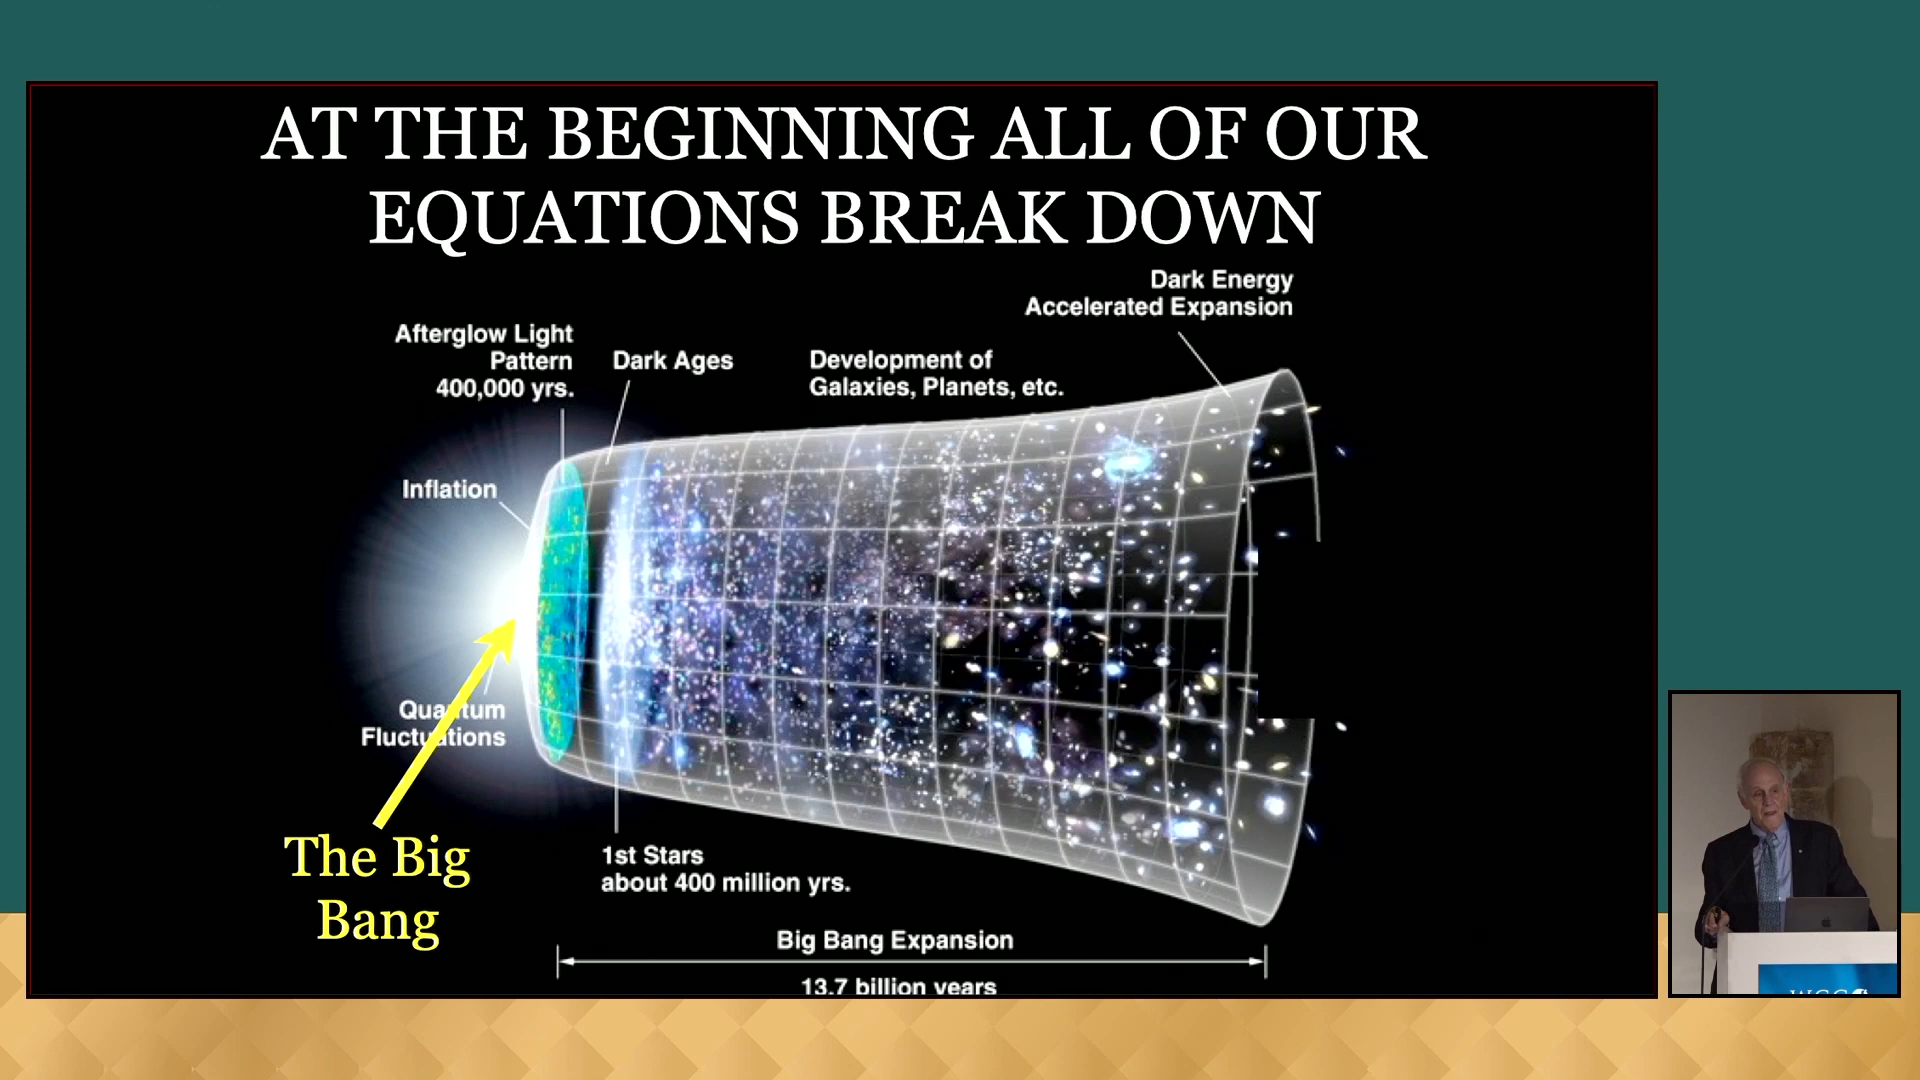 AT THE BEGINNING ALL OF OUR
EQUATIONS BREAK DOWN
Dark Energy
Accelerated Expansion
Afterglow Light
Pattern
400,000 yrs.
Dark Ages
Development of
Galaxies, Planets, etc.
Inflation
Quantum
Fluctuations
The Big
Bang
1st Stars
about 400 million yrs.
Big Bang Expansion
13.7 billion years